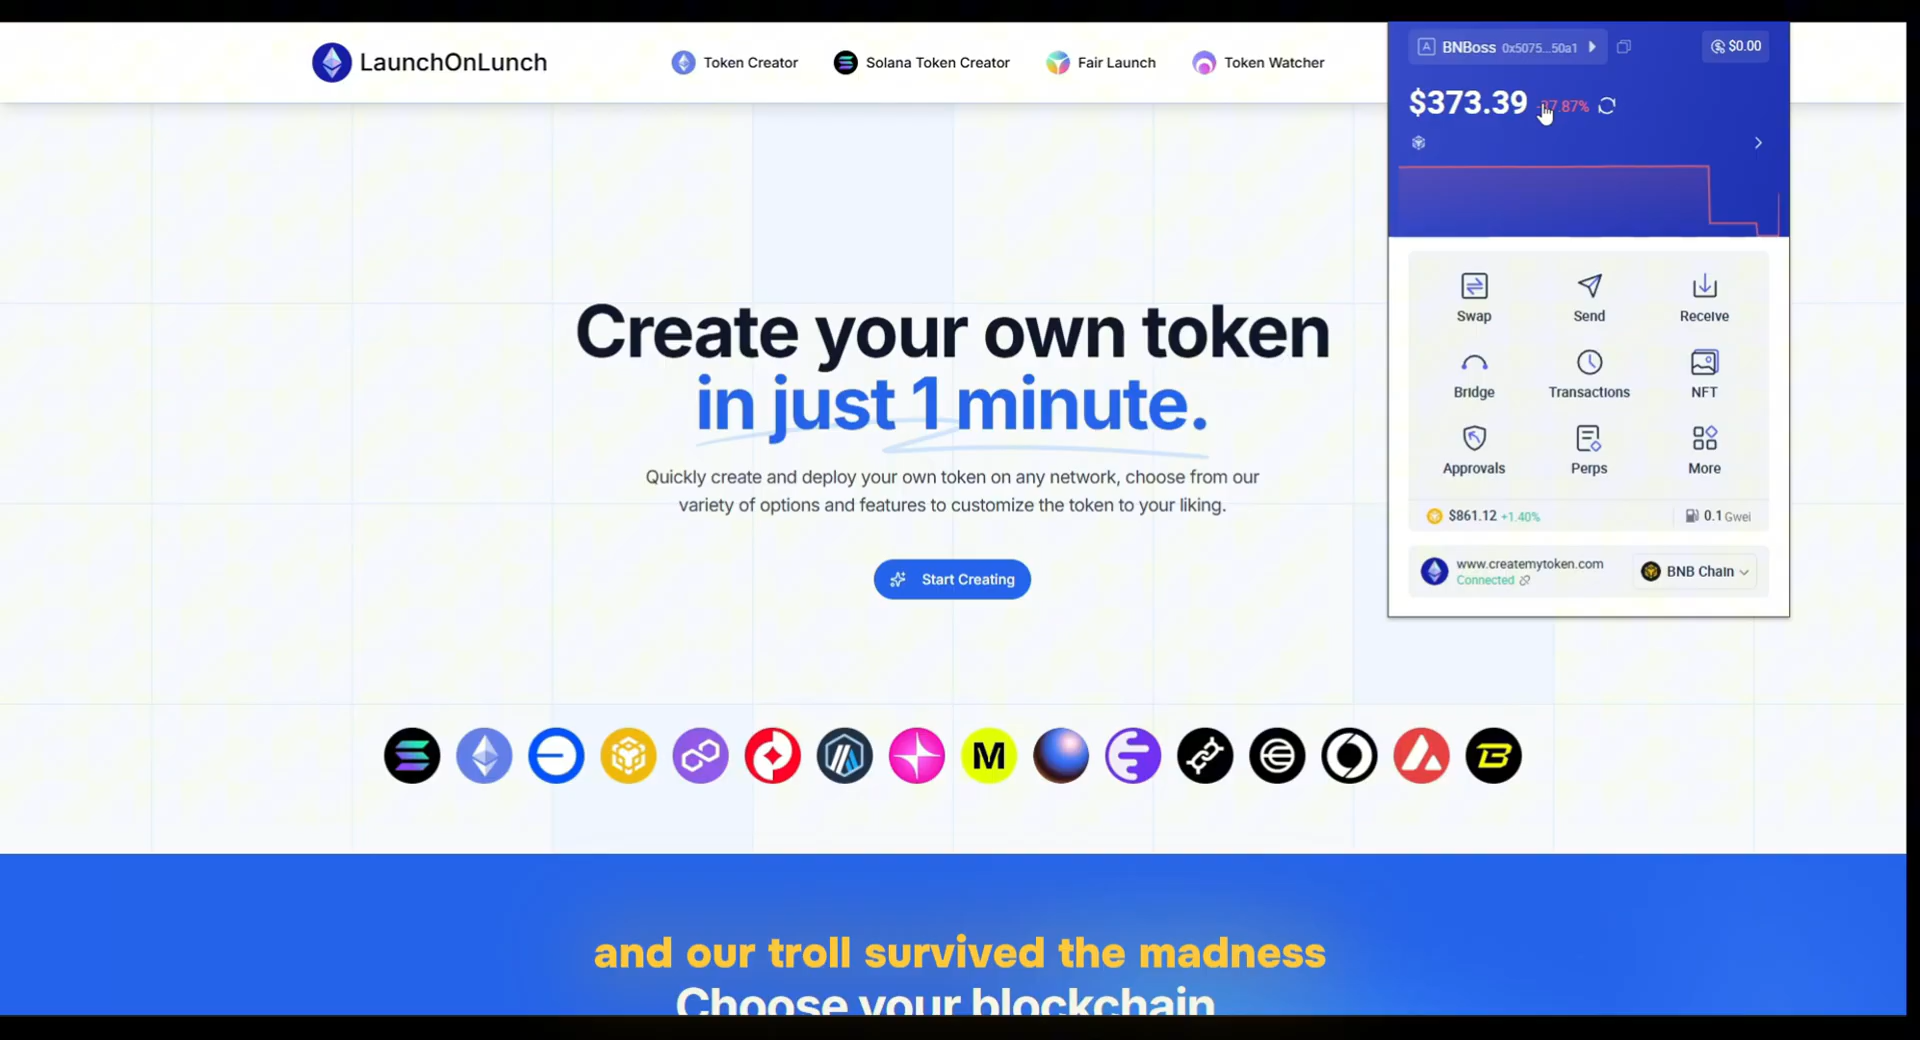 LaunchOnLunch
Token Creator
Solana Token Creator
Fair Launch
Token Watcher
BNBoss 0x5075...50a1
$0.00
$373.39
Swap
Send
Receive
Bridge
Transactions
NFT
Approvals
Perps
More
$861.12 +1.40%
0.1 Gwei
www.createmytoken.com
Connected
BNB Chain
Create your own token
in just 1 minute.
Quickly create and deploy your own token on any network, choose from our
variety of options and features to customize the token to your liking.
Start Creating
M
and our troll survived the madness
Choose your blockchain